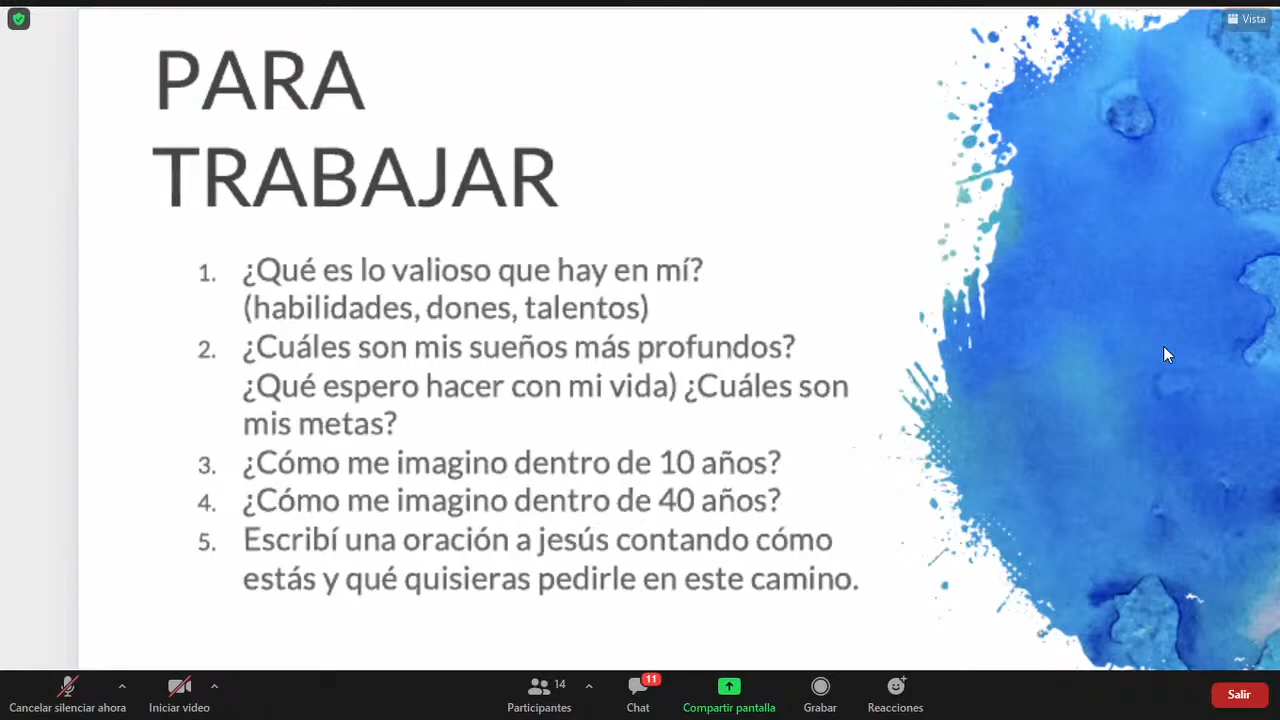 Vista
PARA
TRABAJAR
1. ¿Qué es lo valioso que hay en mí?
(habilidades, dones, talentos)
2. ¿Cuáles son mis sueños más profundos?
¿Qué espero hacer con mi vida) ¿Cuáles son
mis metas?
3. ¿Cómo me imagino dentro de 10 años?
4. ¿Cómo me imagino dentro de 40 años?
5. Escribí una oración a jesús contando cómo
estás y qué quisieras pedirle en este camino.
14
11
Cancelar silenciar ahora
Iniciar video
Participantes
Chat
Compartir pantalla
Grabar
Reacciones
Salir